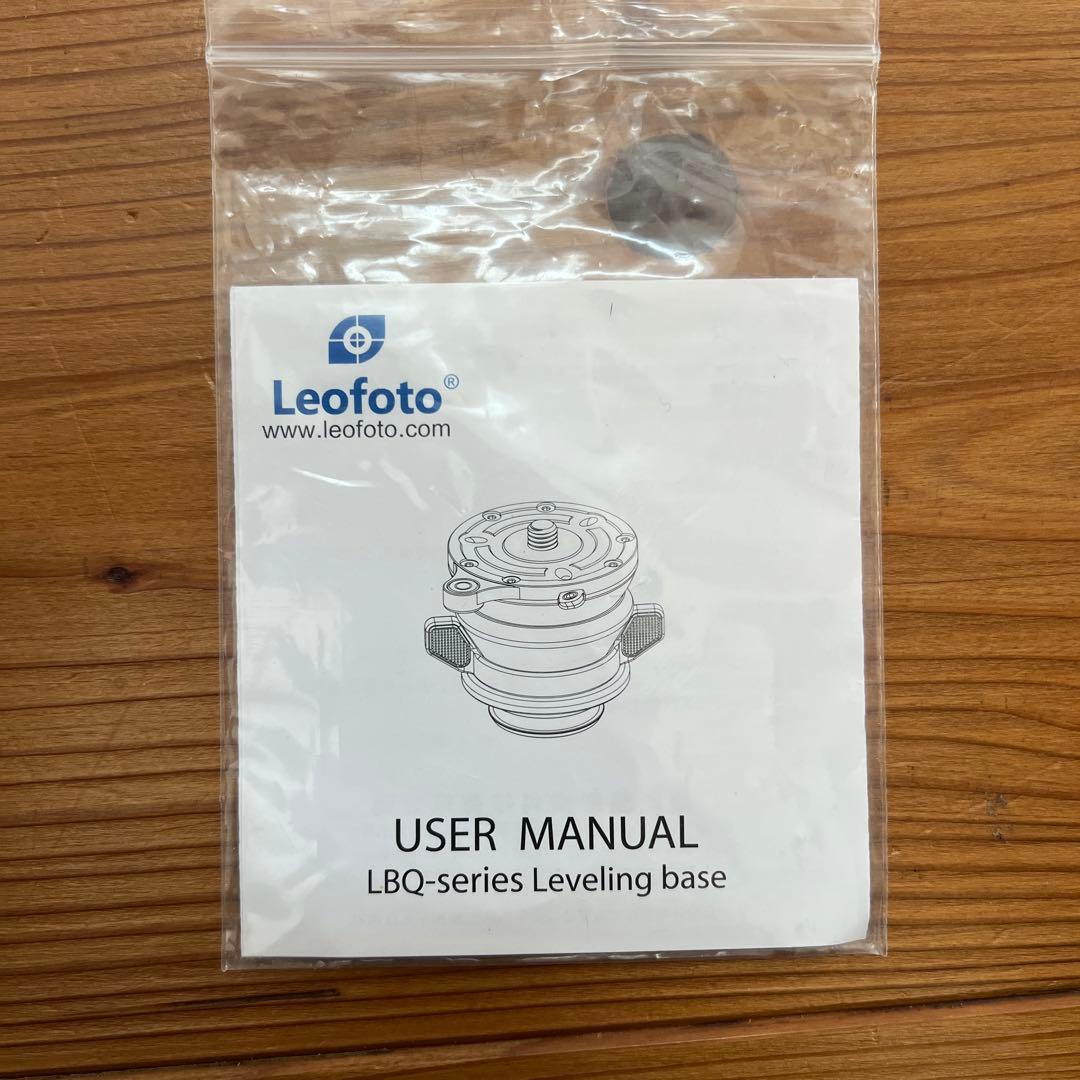 Leofoto®
www.leofoto.com
USER MANUAL
LBQ-series Leveling base